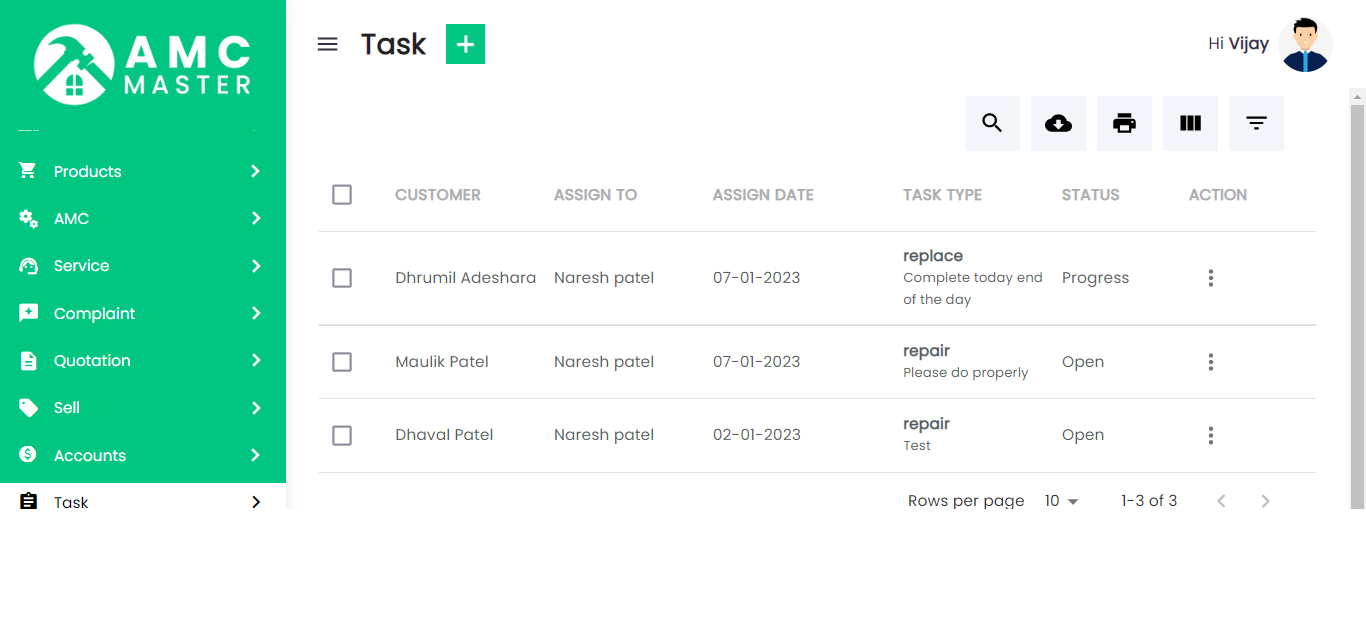 AMC
MASTER
Task
+
Hi Vijay
Products
AMC
Service
Complaint
Quotation
Sell
Accounts
Task
CUSTOMER ASSIGN TO ASSIGN DATE TASK TYPE STATUS ACTION
Dhrumil Adeshara Naresh patel 07-01-2023 replace Progress
Complete today end
of the day
Maulik Patel Naresh patel 07-01-2023 repair Open
Please do properly
Dhaval Patel Naresh patel 02-01-2023 repair Open
Test
Rows per page 10 1-3 of 3